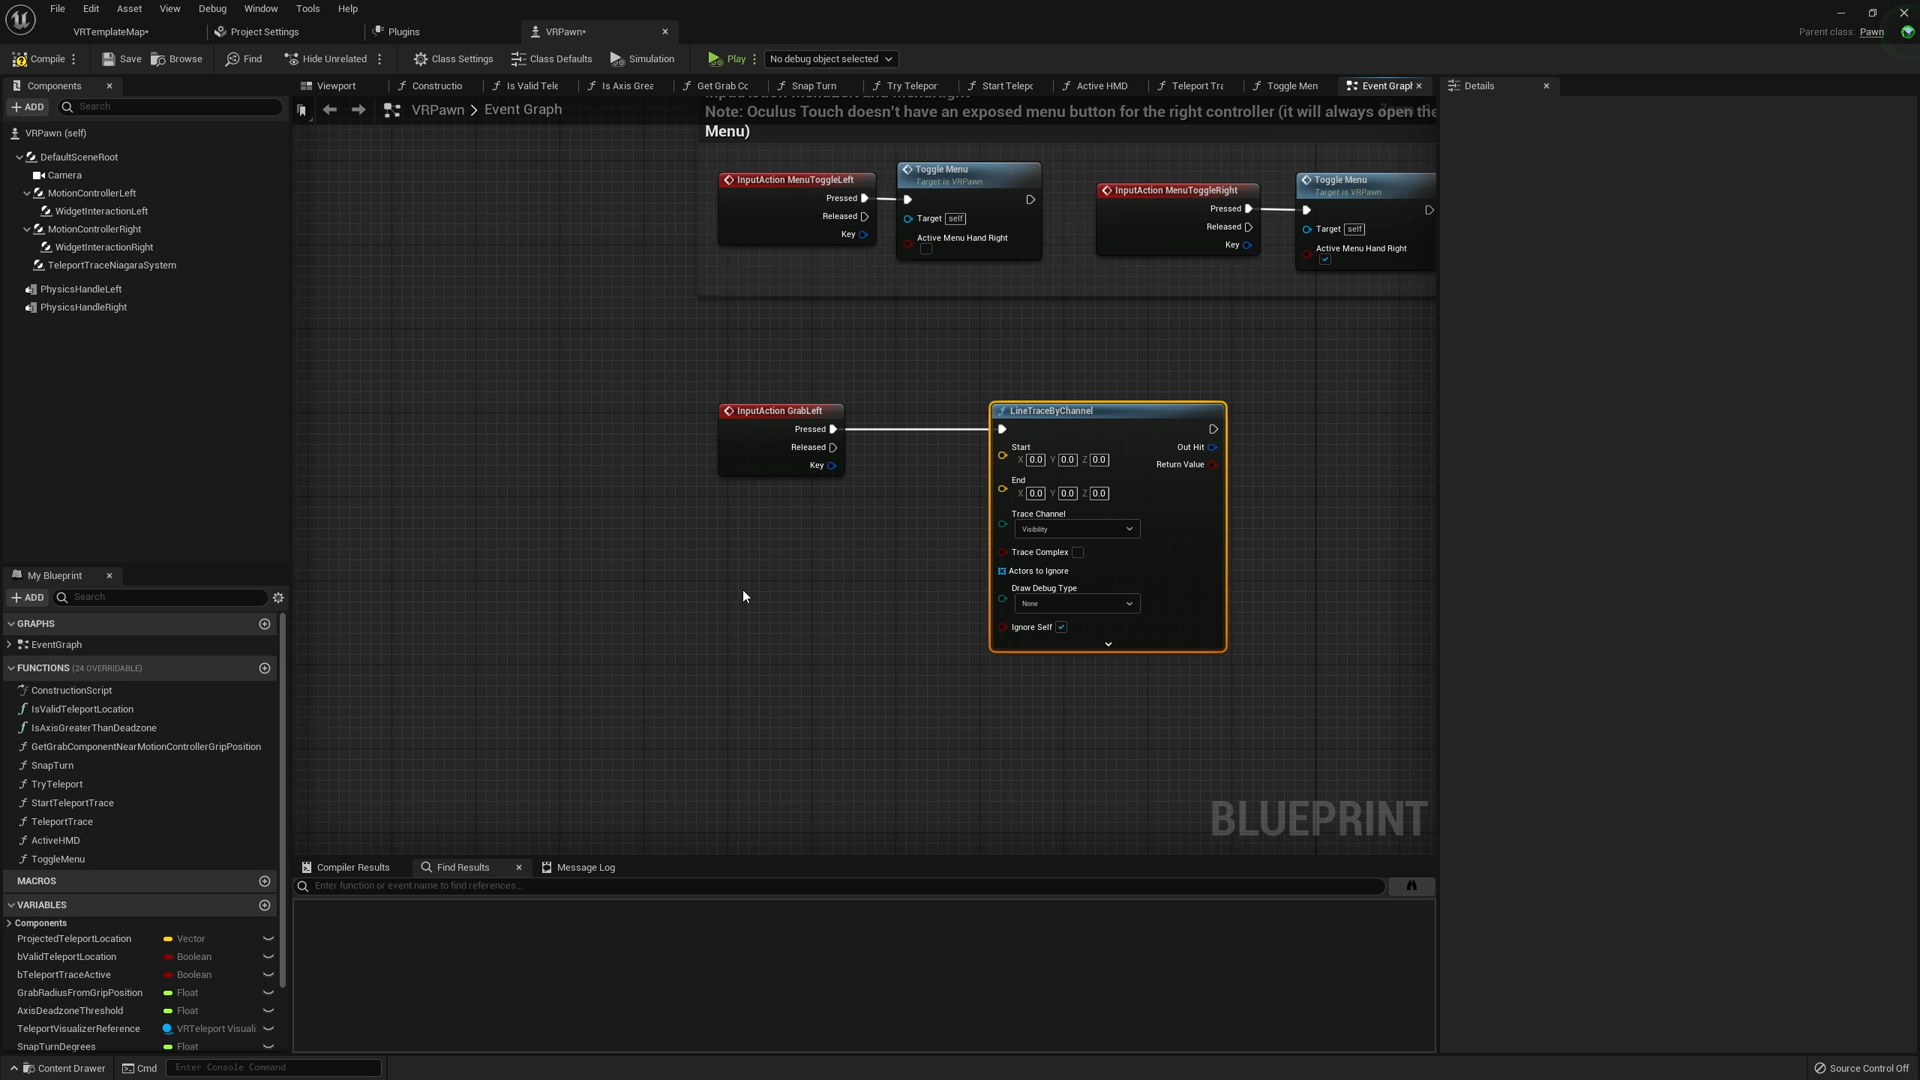 File Edit Asset View Debug Window Tools Help
VRTemplateMap* Project Settings Plugins VRPawn*
Parent class: Pawn
Compile Save Browse Find Hide Unrelated Class Settings Class Defaults Simulation Play No debug object selected
Components
ADD Search
VRPawn (self)
DefaultSceneRoot
Camera
MotionControllerLeft
WidgetInteractionLeft
MotionControllerRight
WidgetInteractionRight
TeleportTraceNiagaraSystem
PhysicsHandleLeft
PhysicsHandleRight
My Blueprint
ADD Search
GRAPHS
EventGraph
FUNCTIONS (24 OVERRIDABLE)
ConstructionScript
IsValidTeleportLocation
IsAxisGreaterThanDeadzone
GetGrabComponentNearMotionControllerGripPosition
SnapTurn
TryTeleport
StartTeleportTrace
TeleportTrace
ActiveHMD
ToggleMenu
MACROS
VARIABLES
Components
ProjectedTeleportLocation Vector
bValidTeleportLocation Boolean
bTeleportTraceActive Boolean
GrabRadiusFromGripPosition Float
AxisDeadzoneThreshold Float
TeleportVisualizerReference VRTeleport Visuali
SnapTurnDegrees Float
Viewport Constructio Is Valid Tele Is Axis Grea Get Grab Cc Snap Turn Try Telepor Start Telepc Active HMD Teleport Tra Toggle Men Event Graph
VRPawn > Event Graph
Note: Oculus Touch doesn't have an exposed menu button for the right controller (it will always open the
Menu)
InputAction MenuToggleLeft
Pressed
Released
Key
Toggle Menu
Target is VRPawn
Target self
Active Menu Hand Right
InputAction MenuToggleRight
Pressed
Released
Key
Toggle Menu
Target is VRPawn
Target self
Active Menu Hand Right
InputAction GrabLeft
Pressed
Released
Key
LineTraceByChannel
Start
X 0.0 Y 0.0 Z 0.0
Out Hit
Return Value
End
X 0.0 Y 0.0 Z 0.0
Trace Channel
Visibility
Trace Complex
Actors to Ignore
Draw Debug Type
None
Ignore Self
BLUEPRINT
Compiler Results Find Results Message Log
Enter function or event name to find references...
Details
Content Drawer Cmd Enter Console Command
Source Control Off